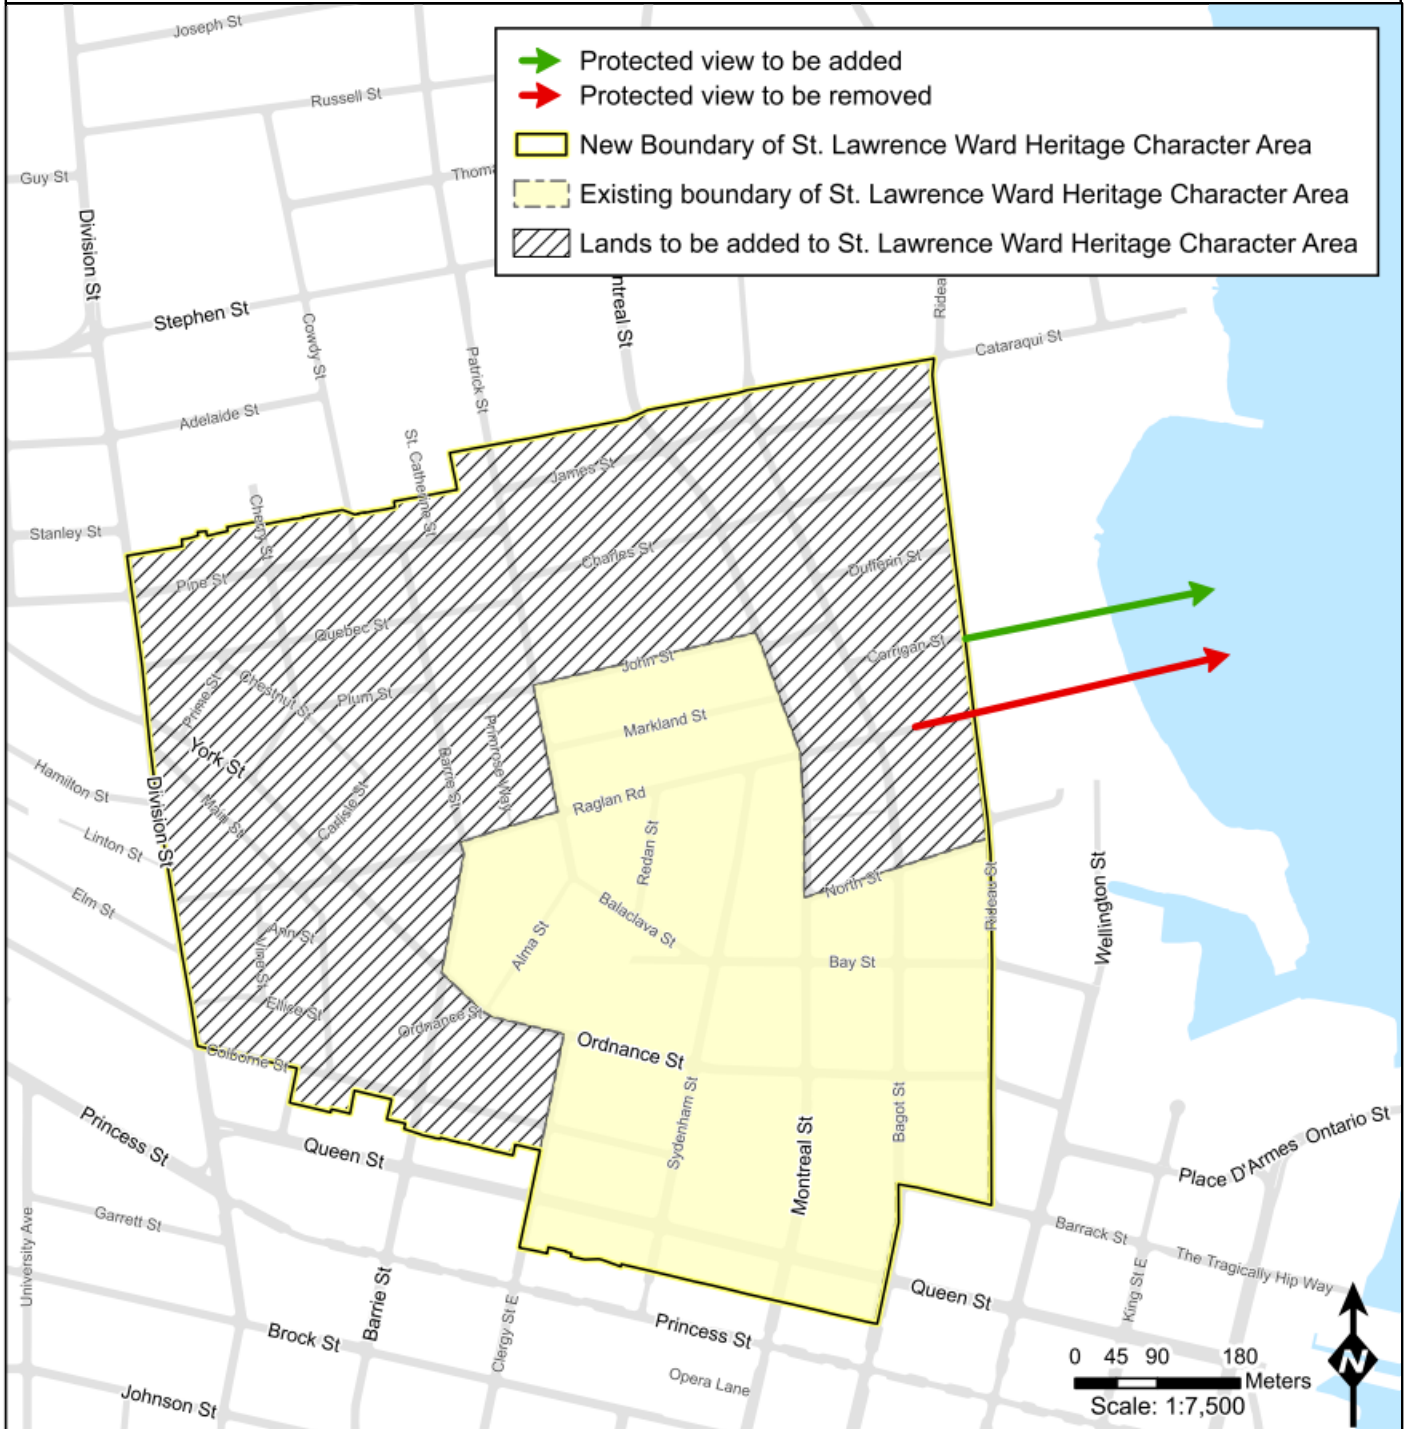 Joseph St
Protected view to be added
Protected view to be removed
New Boundary of St. Lawrence Ward Heritage Character Area
Existing boundary of St. Lawrence Ward Heritage Character Area
Lands to be added to St. Lawrence Ward Heritage Character Area
Russell St
Guy St
Thoma
Division St
Stephen St
Cowdy St
ntreal St
Ridea
Cataraqui St
Patrick St
Adelaide St
St. Catherine St
James St
Cherry St
Stanley St
Charles St
Dufferin St
Pipe St
Quebec St
Corrigan St
John St
Chestnut St
Plum St
Prime St
Markland St
Primrose Way
York St
Barrie St
Hamilton St
Division St
Main St
Carlisle St
Raglan Rd
Redan St
Linton St
North St
Rideau St
Wellington St
Elm St
Ann St
Vine St
Balaclava St
Alma St
Bay St
Ellice St
Ordnance St
Ordnance St
Colborne St
Sydenham St
Bagot St
Montreal St
Princess St
Queen St
Place D'Armes
Ontario St
Garrett St
University Ave
Barrack St
The Tragically Hip Way
King St E
Barrie St
Clergy St E
Queen St
Brock St
Princess St
Opera Lane
Johnson St
0 45 90 180
Meters
Scale: 1:7,500
N